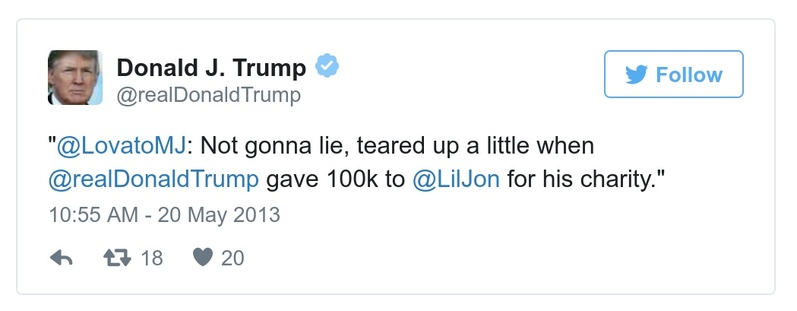 Donald J. Trump
@realDonaldTrump
Follow
"@LovatoMJ: Not gonna lie, teared up a little when
@realDonaldTrump gave 100k to @LilJon for his charity."
10:55 AM - 20 May 2013
18 20